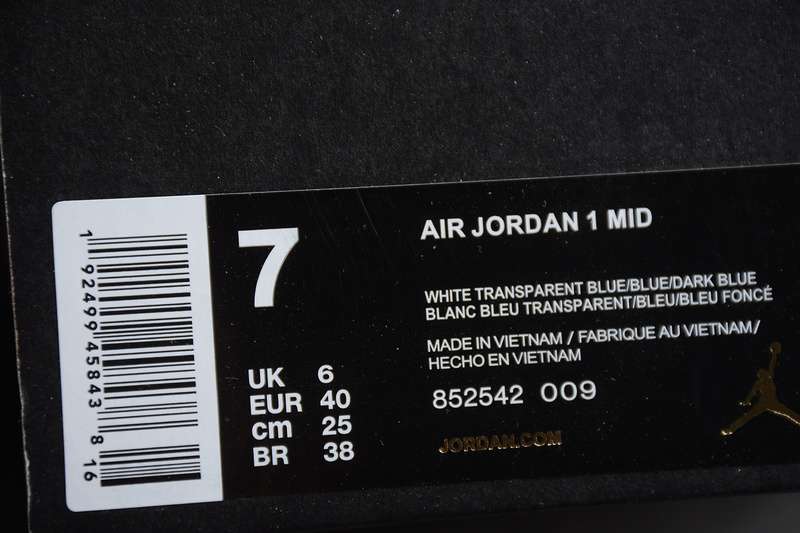 1 92499 45843 8 16
7
UK 6
EUR 40
cm 25
BR 38
AIR JORDAN 1 MID
WHITE TRANSPARENT BLUE/BLUE/DARK BLUE
BLANC BLEU TRANSPARENT/BLEU/BLEU FONCÉ
MADE IN VIETNAM / FABRIQUE AU VIETNAM/
HECHO EN VIETNAM
852542 009
JORDAN.COM